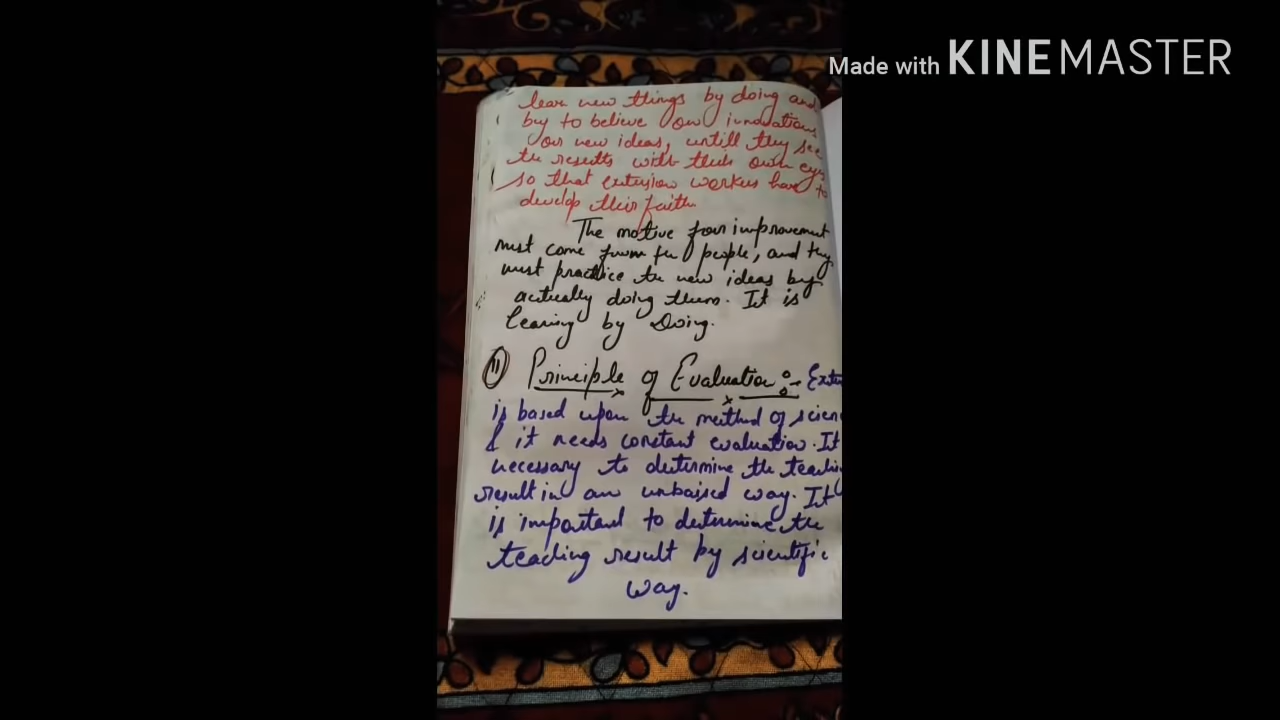 Made with KINEMASTER
lean new things by doing and
by to believe on innovations
or new ideas, untill they see
the results with their own eyes
so that extension workers have to
develop their faith
The motive for improvement
must come from the people, and they
must practice the new ideas by
actually doing them. It is
learning by Doing.
11 Principle of Evaluation :- Exten
is based upon the method of scien
& it needs constant evaluation. It
necessary to determine the teachin
result in an unbaised way. It
is important to determine the
teaching result by scientific
way.